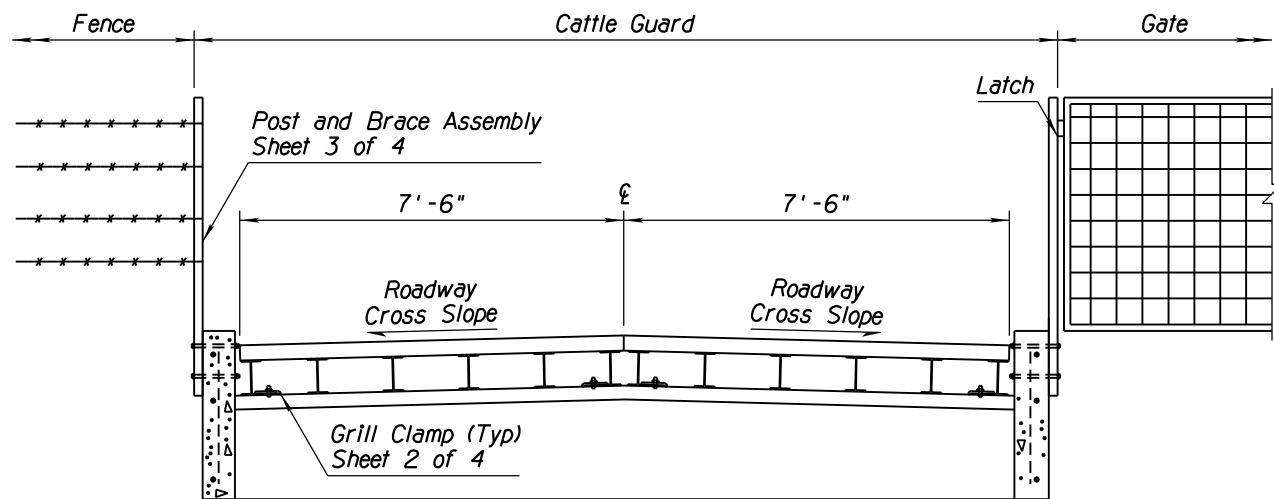 Fence
Cattle Guard
Gate
Latch
Post and Brace Assembly
Sheet 3 of 4
℄
7'-6"
7'-6"
Roadway
Cross Slope
Roadway
Cross Slope
Grill Clamp (Typ)
Sheet 2 of 4